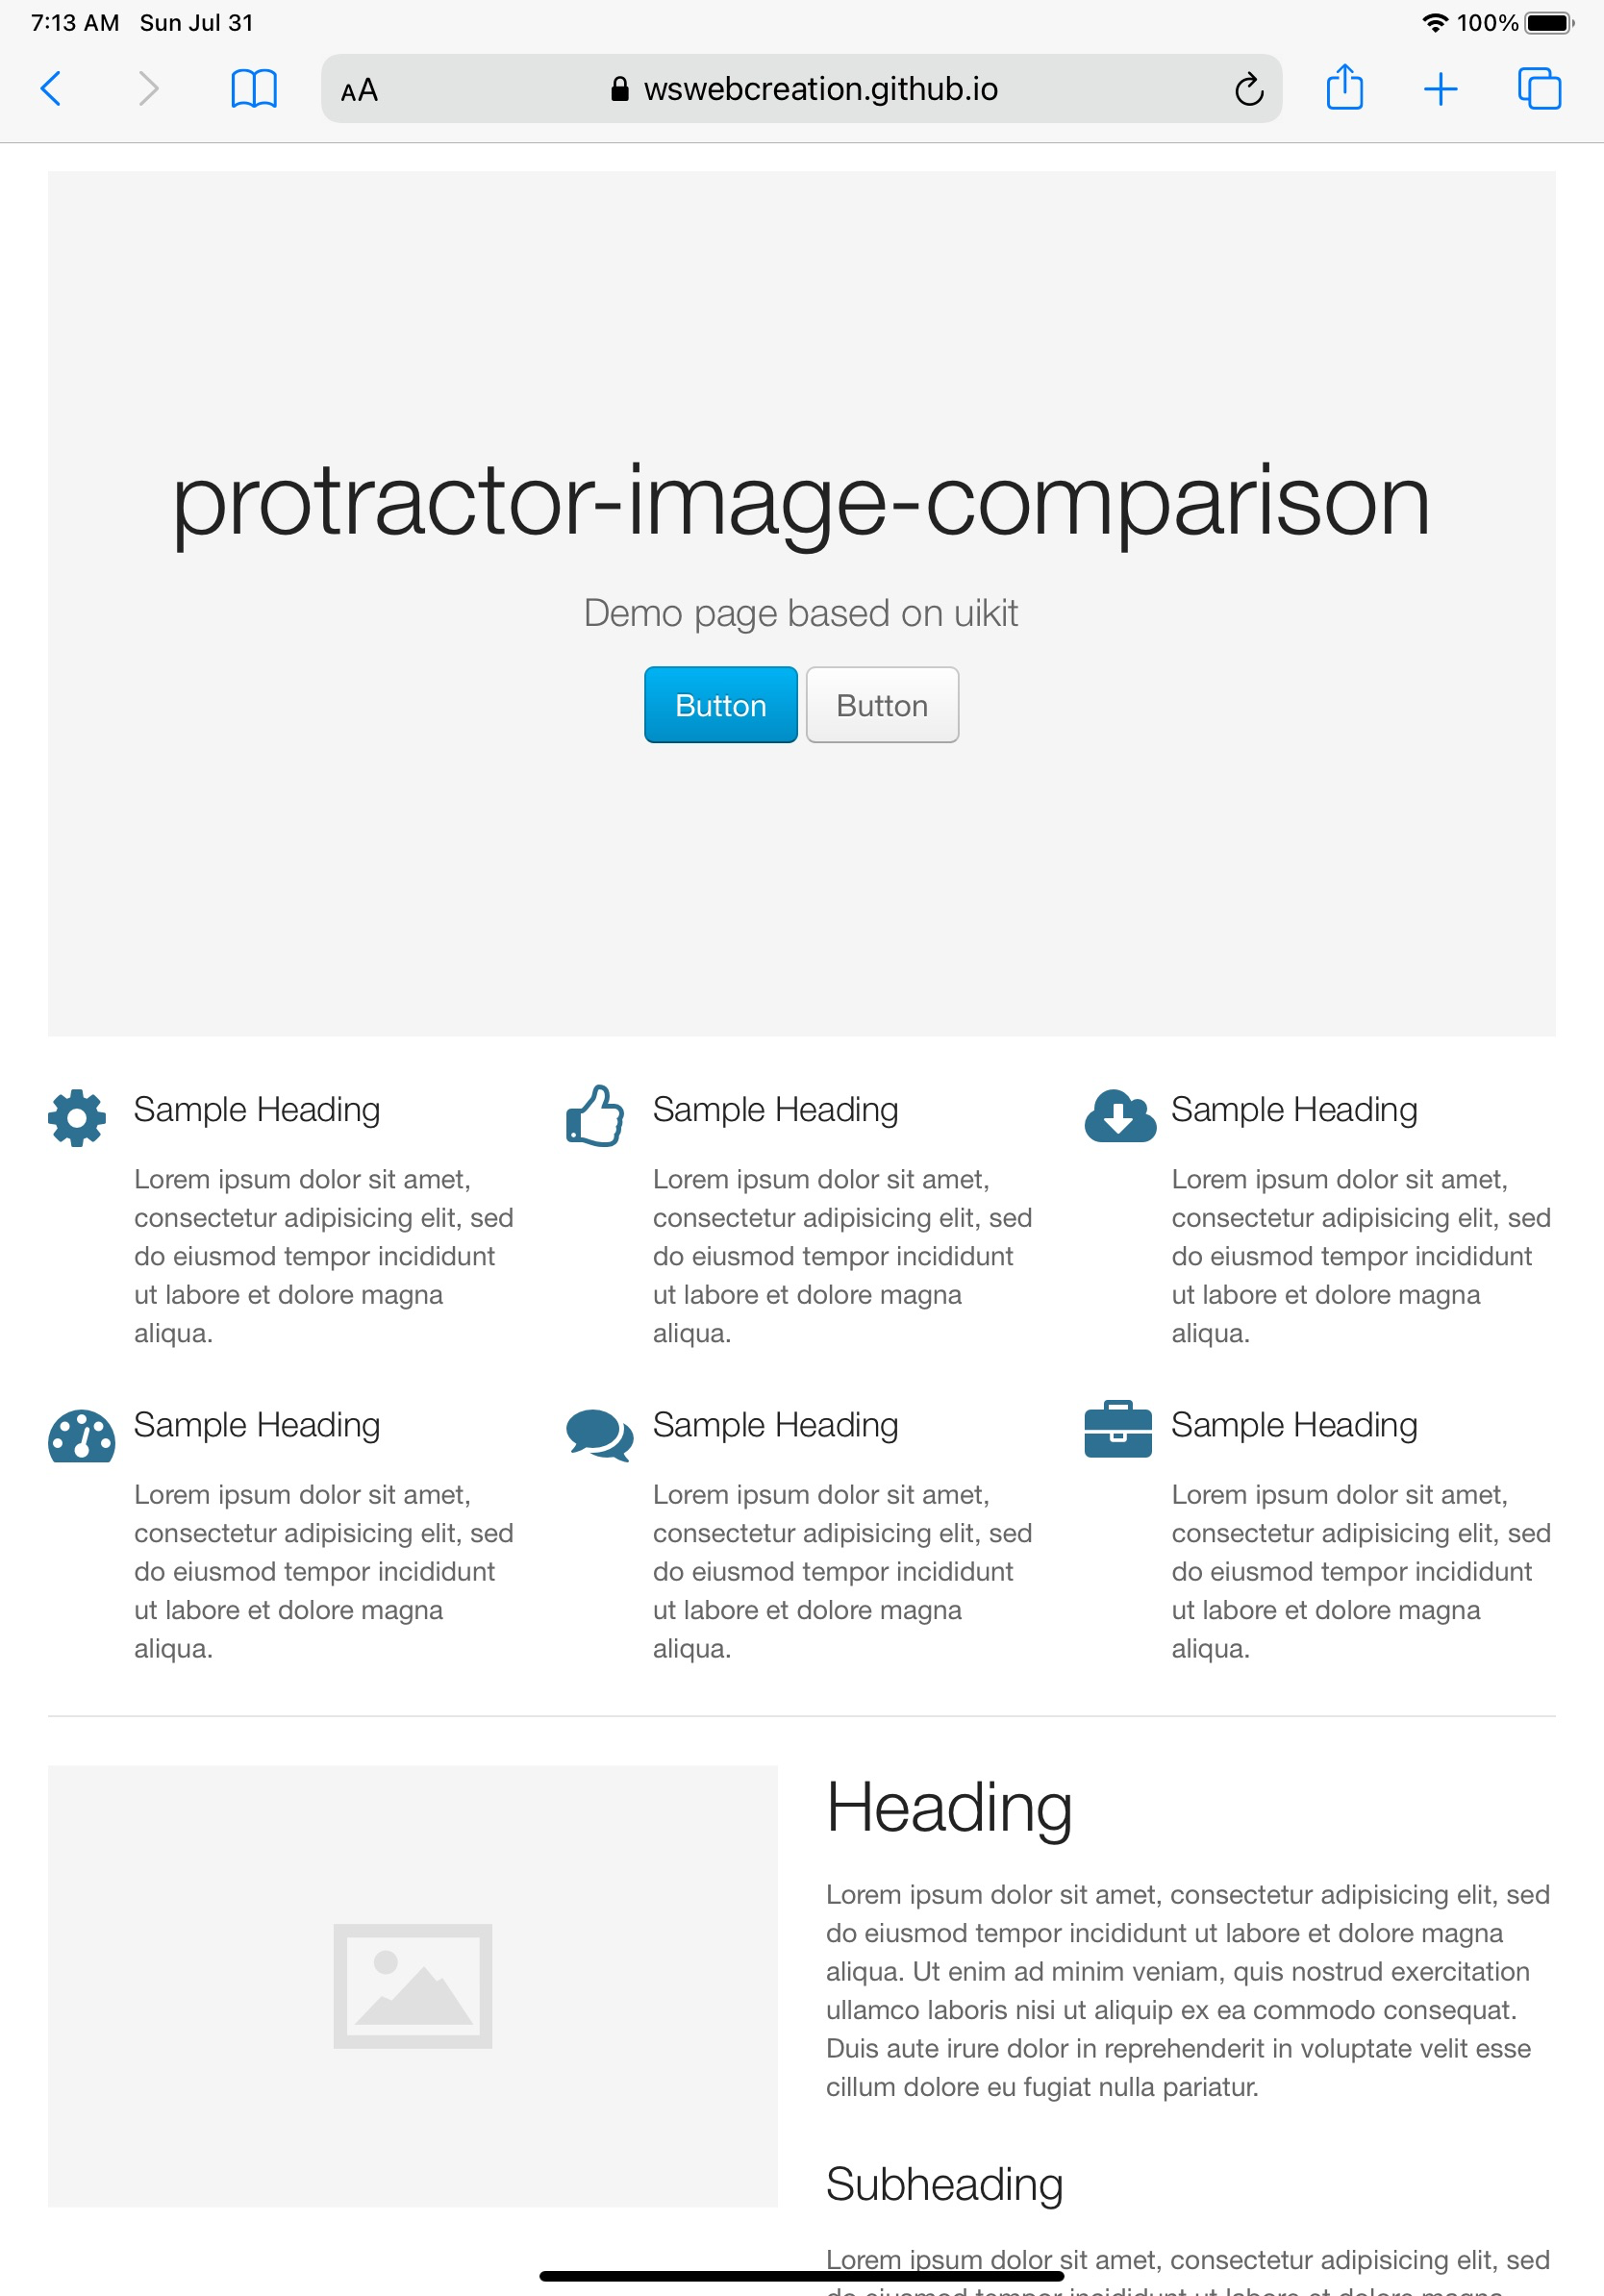 7:13 AM Sun Jul 31 100%
AA wswebcreation.github.io
protractor-image-comparison
Demo page based on uikit
Button Button
Sample Heading
Lorem ipsum dolor sit amet,
consectetur adipisicing elit, sed
do eiusmod tempor incididunt
ut labore et dolore magna
aliqua.
Sample Heading
Lorem ipsum dolor sit amet,
consectetur adipisicing elit, sed
do eiusmod tempor incididunt
ut labore et dolore magna
aliqua.
Sample Heading
Lorem ipsum dolor sit amet,
consectetur adipisicing elit, sed
do eiusmod tempor incididunt
ut labore et dolore magna
aliqua.
Sample Heading
Lorem ipsum dolor sit amet,
consectetur adipisicing elit, sed
do eiusmod tempor incididunt
ut labore et dolore magna
aliqua.
Sample Heading
Lorem ipsum dolor sit amet,
consectetur adipisicing elit, sed
do eiusmod tempor incididunt
ut labore et dolore magna
aliqua.
Sample Heading
Lorem ipsum dolor sit amet,
consectetur adipisicing elit, sed
do eiusmod tempor incididunt
ut labore et dolore magna
aliqua.
Heading
Lorem ipsum dolor sit amet, consectetur adipisicing elit, sed
do eiusmod tempor incididunt ut labore et dolore magna
aliqua. Ut enim ad minim veniam, quis nostrud exercitation
ullamco laboris nisi ut aliquip ex ea commodo consequat.
Duis aute irure dolor in reprehenderit in voluptate velit esse
cillum dolore eu fugiat nulla pariatur.
Subheading
Lorem ipsum dolor sit amet, consectetur adipisicing elit, sed